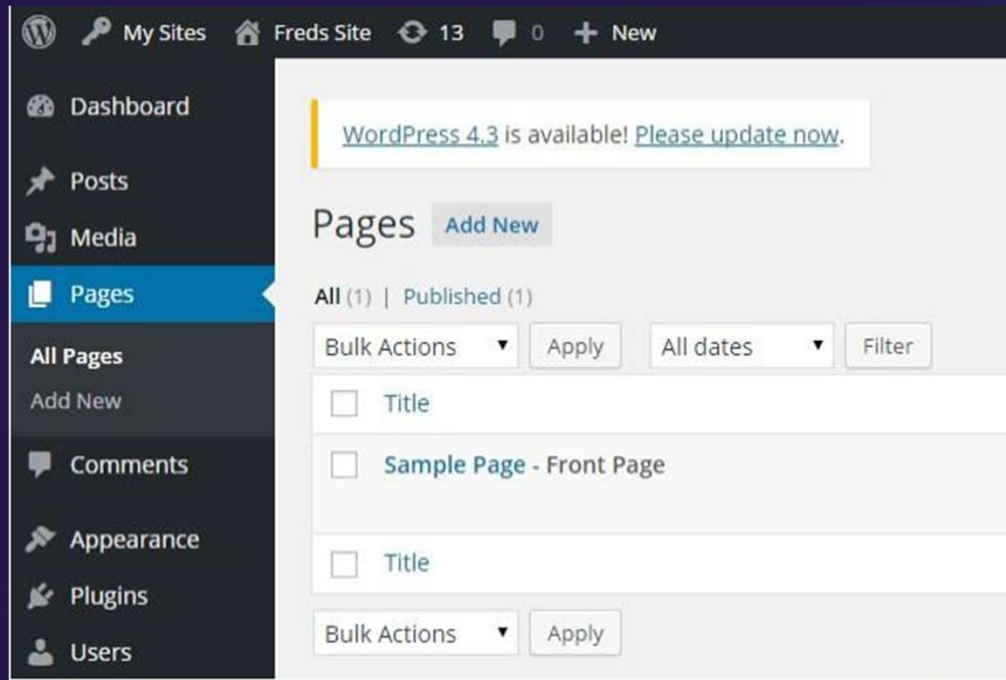 My Sites Freds Site 13 0 + New
Dashboard
Posts
Media
Pages
All Pages
Add New
Comments
Appearance
Plugins
Users
WordPress 4.3 is available! Please update now.
Pages Add New
All (1) | Published (1)
Bulk Actions Apply All dates Filter
Title
Sample Page - Front Page
Title
Bulk Actions Apply